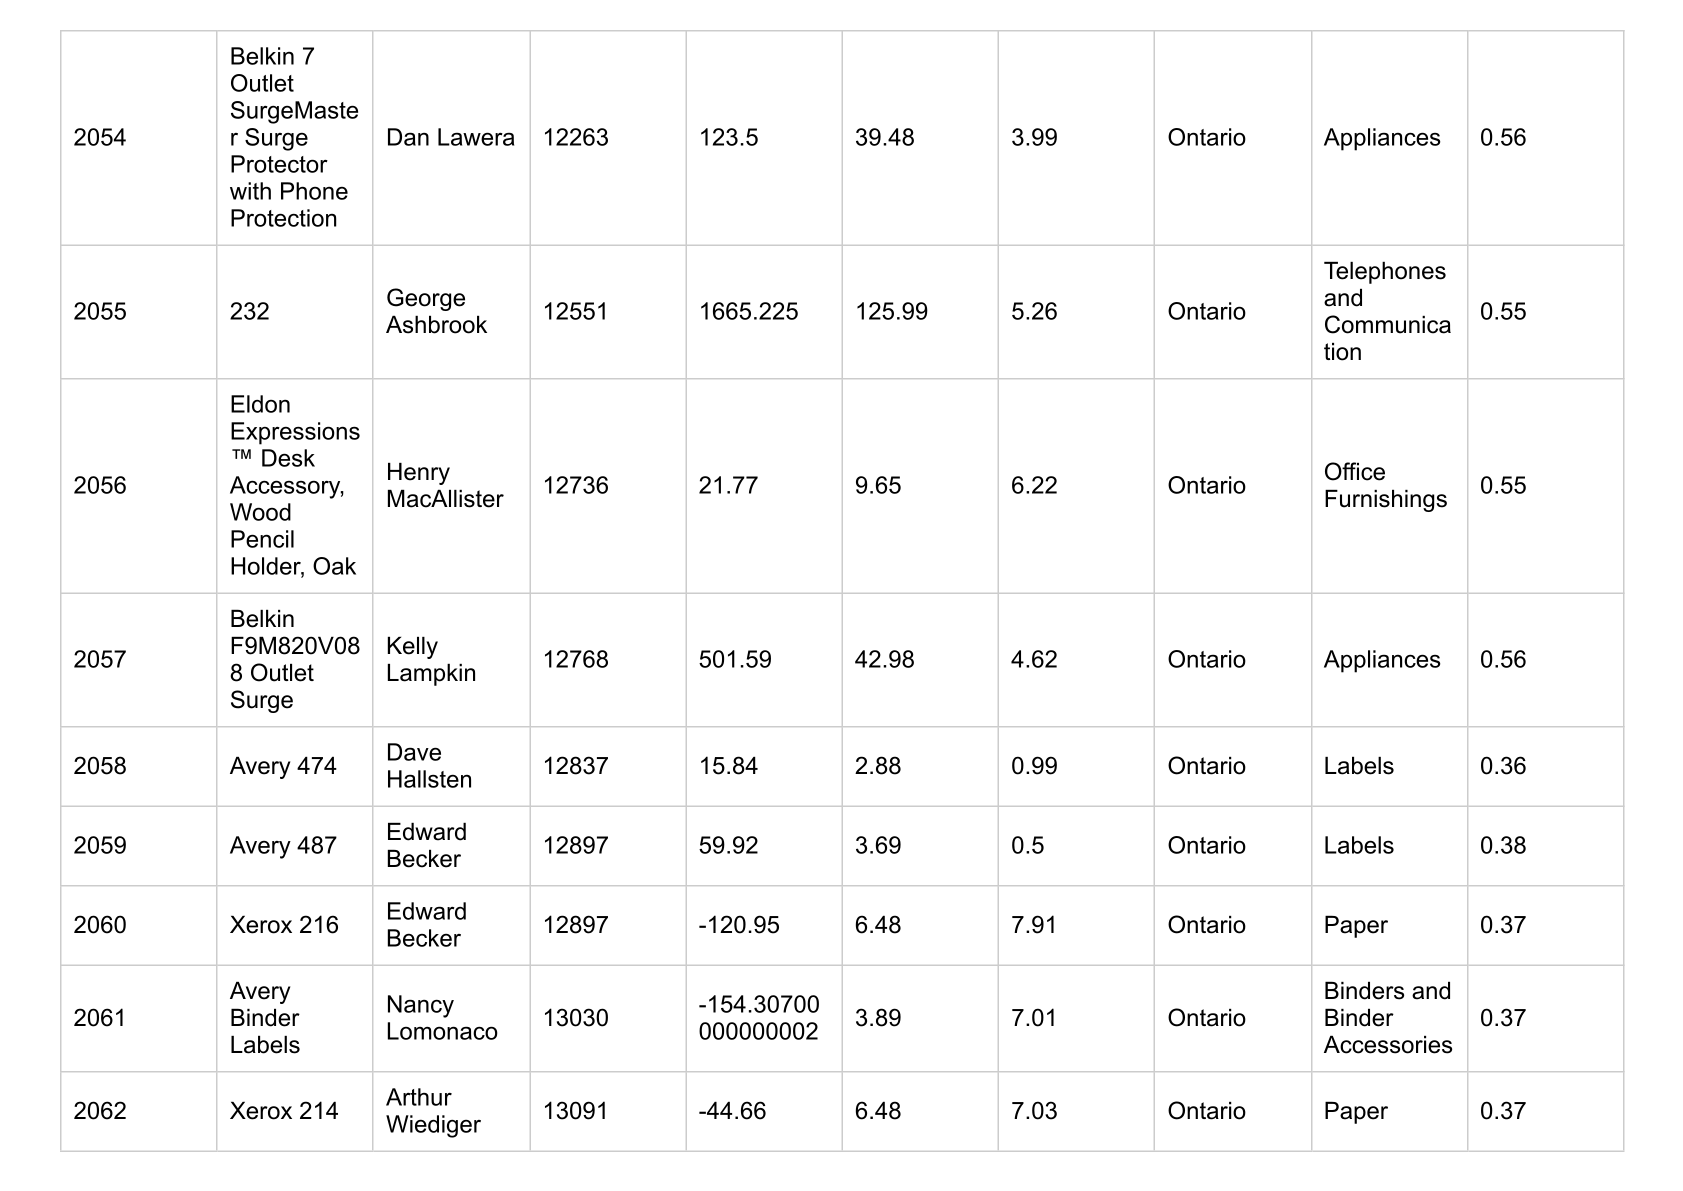 2054
Belkin 7
Outlet
SurgeMaste
r Surge
Protector
with Phone
Protection
Dan Lawera
12263
123.5
39.48
3.99
Ontario
Appliances
0.56
2055
232
George
Ashbrook
12551
1665.225
125.99
5.26
Ontario
Telephones
and
Communica
tion
0.55
2056
Eldon
Expressions
™ Desk
Accessory,
Wood
Pencil
Holder, Oak
Henry
MacAllister
12736
21.77
9.65
6.22
Ontario
Office
Furnishings
0.55
2057
Belkin
F9M820V08
8 Outlet
Surge
Kelly
Lampkin
12768
501.59
42.98
4.62
Ontario
Appliances
0.56
2058
Avery 474
Dave
Hallsten
12837
15.84
2.88
0.99
Ontario
Labels
0.36
2059
Avery 487
Edward
Becker
12897
59.92
3.69
0.5
Ontario
Labels
0.38
2060
Xerox 216
Edward
Becker
12897
-120.95
6.48
7.91
Ontario
Paper
0.37
2061
Avery
Binder
Labels
Nancy
Lomonaco
13030
-154.30700
000000002
3.89
7.01
Ontario
Binders and
Binder
Accessories
0.37
2062
Xerox 214
Arthur
Wiediger
13091
-44.66
6.48
7.03
Ontario
Paper
0.37